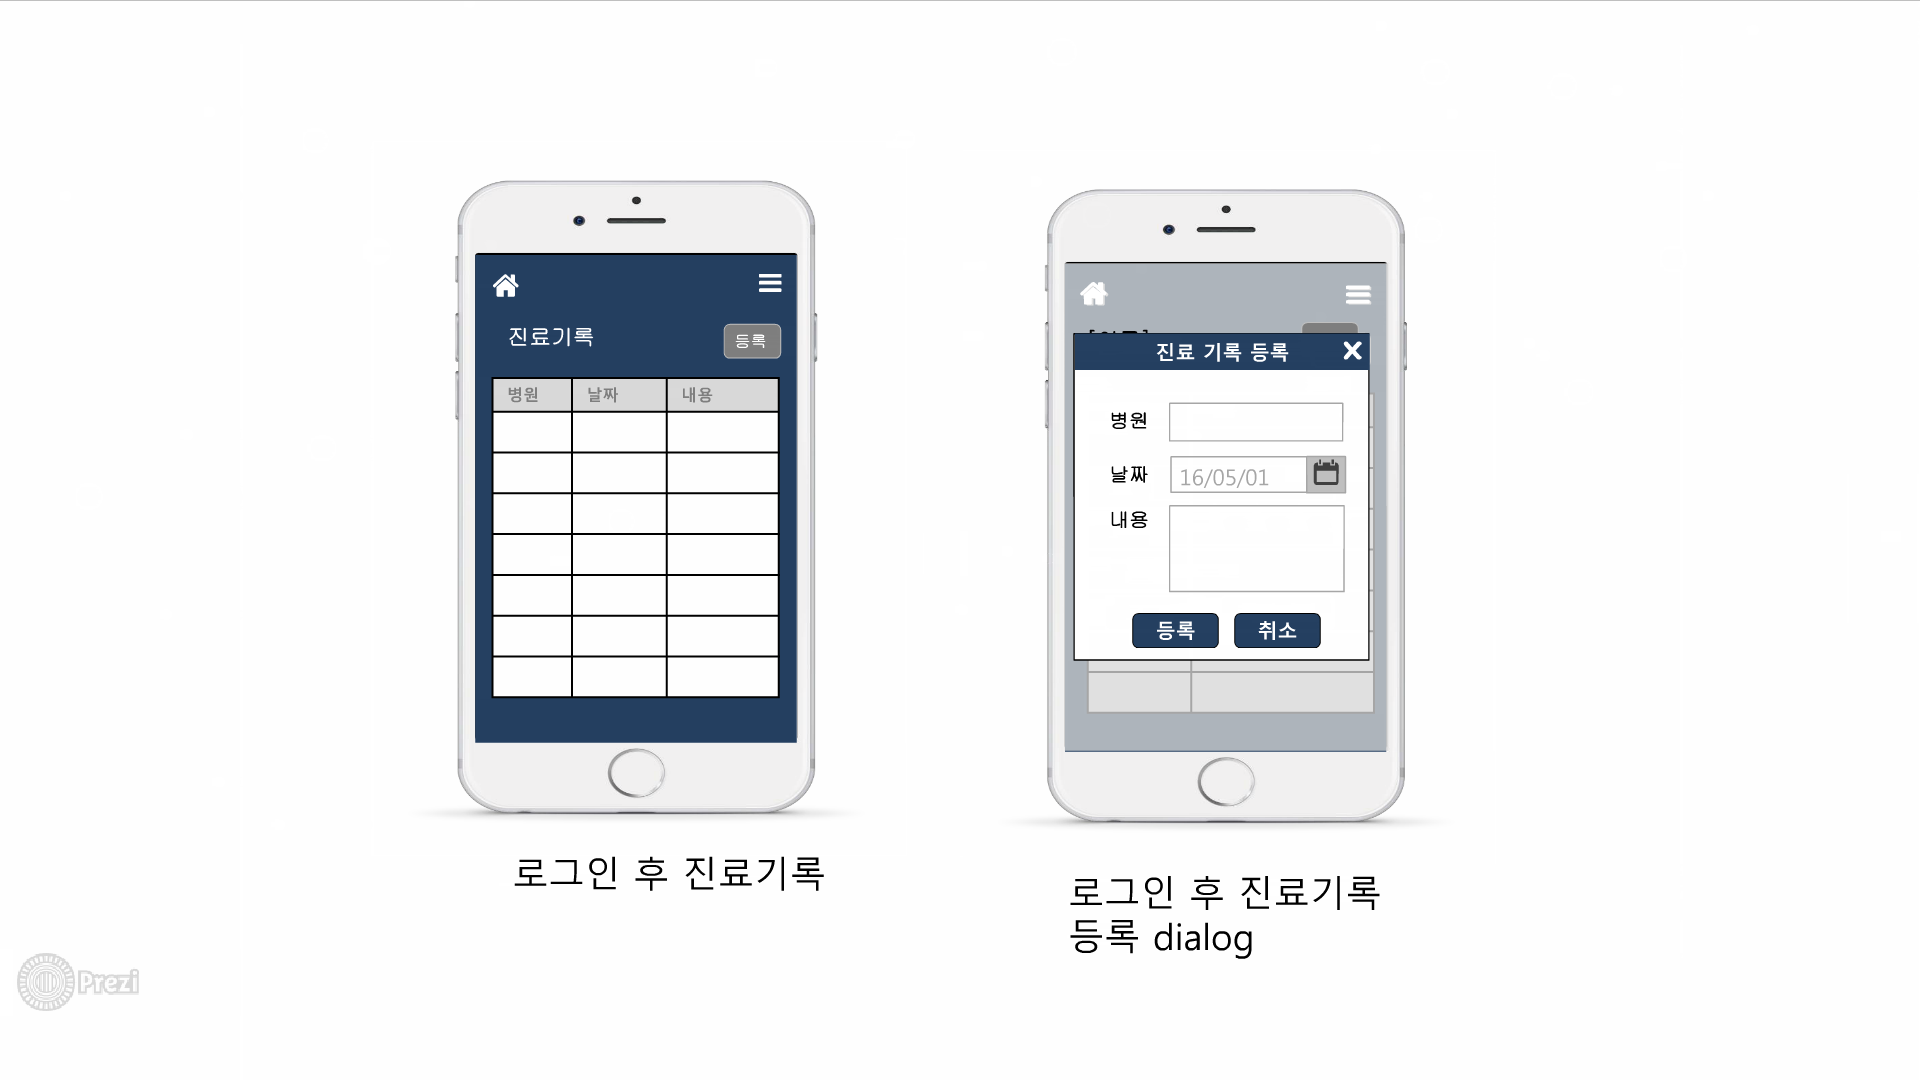 진료기록
등록
병원 날짜 내용
로그인 후 진료기록
진료 기록 등록
병원
날짜 16/05/01
내용
등록 취소
로그인 후 진료기록
등록 dialog
Prezi